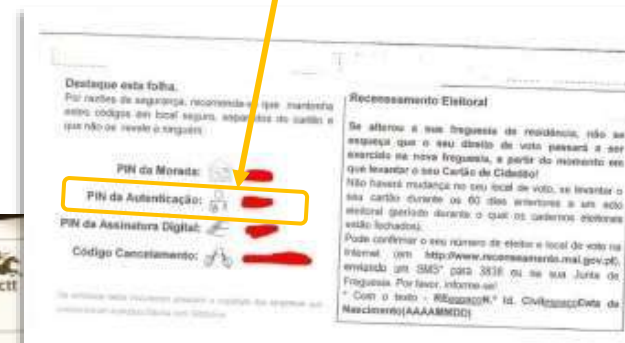 Destaque esta folha.
Por razões de segurança, recomenda-se que mantenha
estes códigos em local seguro, separados do cartão e
que não os revele a ninguém.
PIN da Morada:
PIN da Autenticação:
PIN da Assinatura Digital:
Código Cancelamento:
ctt
Recenseamento Eleitoral
Se alterou a sua freguesia de residência, não se
esqueça que o seu direito de voto passará a ser
exercido na nova freguesia, a partir do momento em
que levantar o seu Cartão de Cidadão!
Não haverá mudança no seu local de voto, se levantar o
seu cartão durante os 60 dias anteriores a um acto
eleitoral (período durante o qual os cadernos eleitorais
estão fechados).
Pode confirmar o seu número de eleitor e local de voto na
Internet (em http://www.recenseamento.mai.gov.pt),
enviando um SMS* para 3838 ou na sua Junta de
Freguesia. Por favor, informe-se!
* Com o texto - REespaçoN.º Id. CivilespaçoData de
Nascimento(AAAAMMDD)